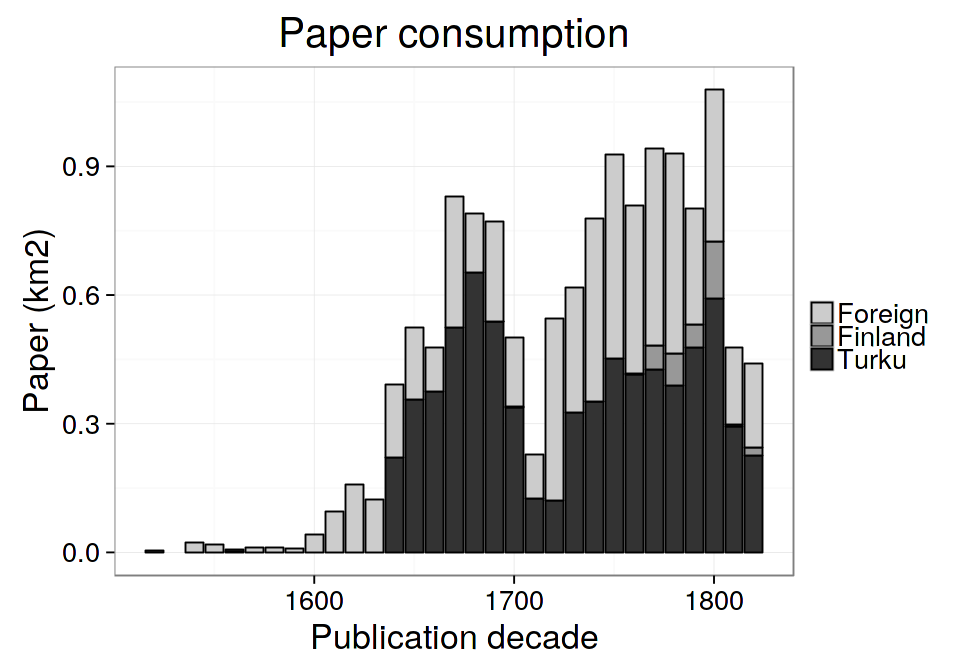 Paper consumption
Paper (km2)
0.9
0.6
0.3
0.0
1600 1700 1800
Publication decade
Foreign
Finland
Turku